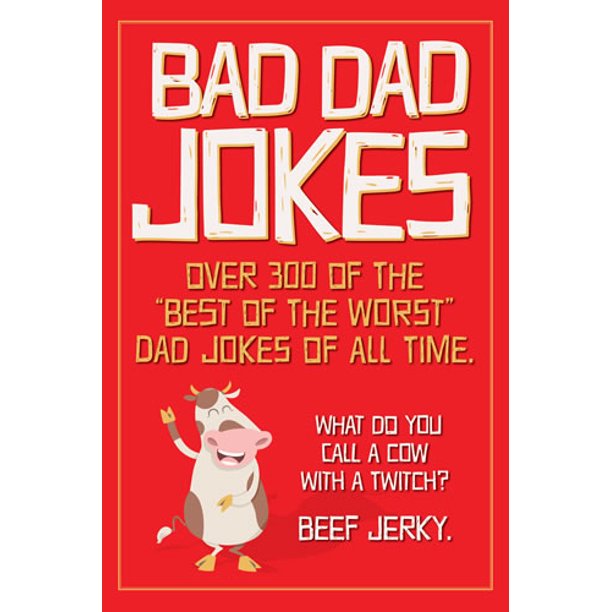 BAD DAD
JOKES
OVER 300 OF THE
"BEST OF THE WORST"
DAD JOKES OF ALL TIME.
WHAT DO YOU
CALL A COW
WITH A TWITCH?
BEEF JERKY.